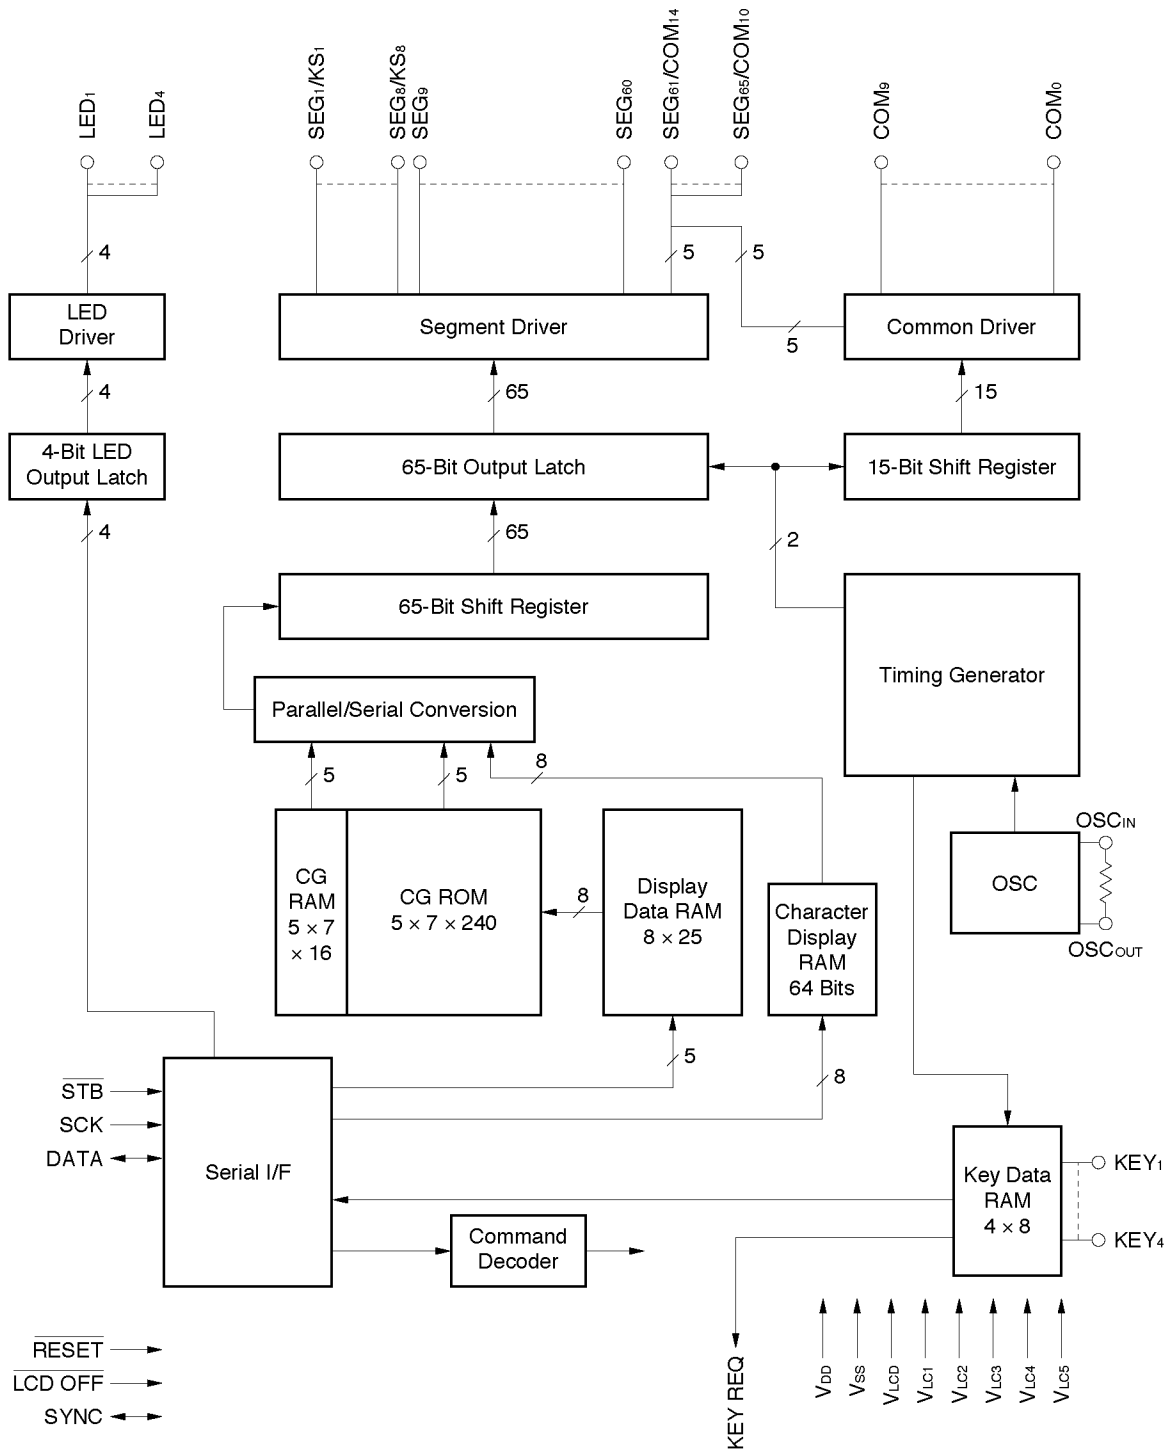 LED1
LED4
SEG1/KS1
SEG8/KS8
SEG9
SEG60
SEG61/COM14
SEG65/COM10
COM9
COM0
4
5
5
LED
Driver
Segment Driver
Common Driver
5
4
65
15
4-Bit LED
Output Latch
65-Bit Output Latch
15-Bit Shift Register
4
65
2
65-Bit Shift Register
Timing Generator
Parallel/Serial Conversion
5
5
8
CG
RAM
5 × 7
× 16
CG ROM
5 × 7 × 240
8
Display
Data RAM
8 × 25
Character
Display
RAM
64 Bits
OSC
OSCIN
OSCOUT
5
8
STB
SCK
DATA
Serial I/F
Key Data
RAM
4 × 8
KEY1
KEY4
Command
Decoder
RESET
LCD OFF
SYNC
KEY REQ
VDD
VSS
VLCD
VLC1
VLC2
VLC3
VLC4
VLC5